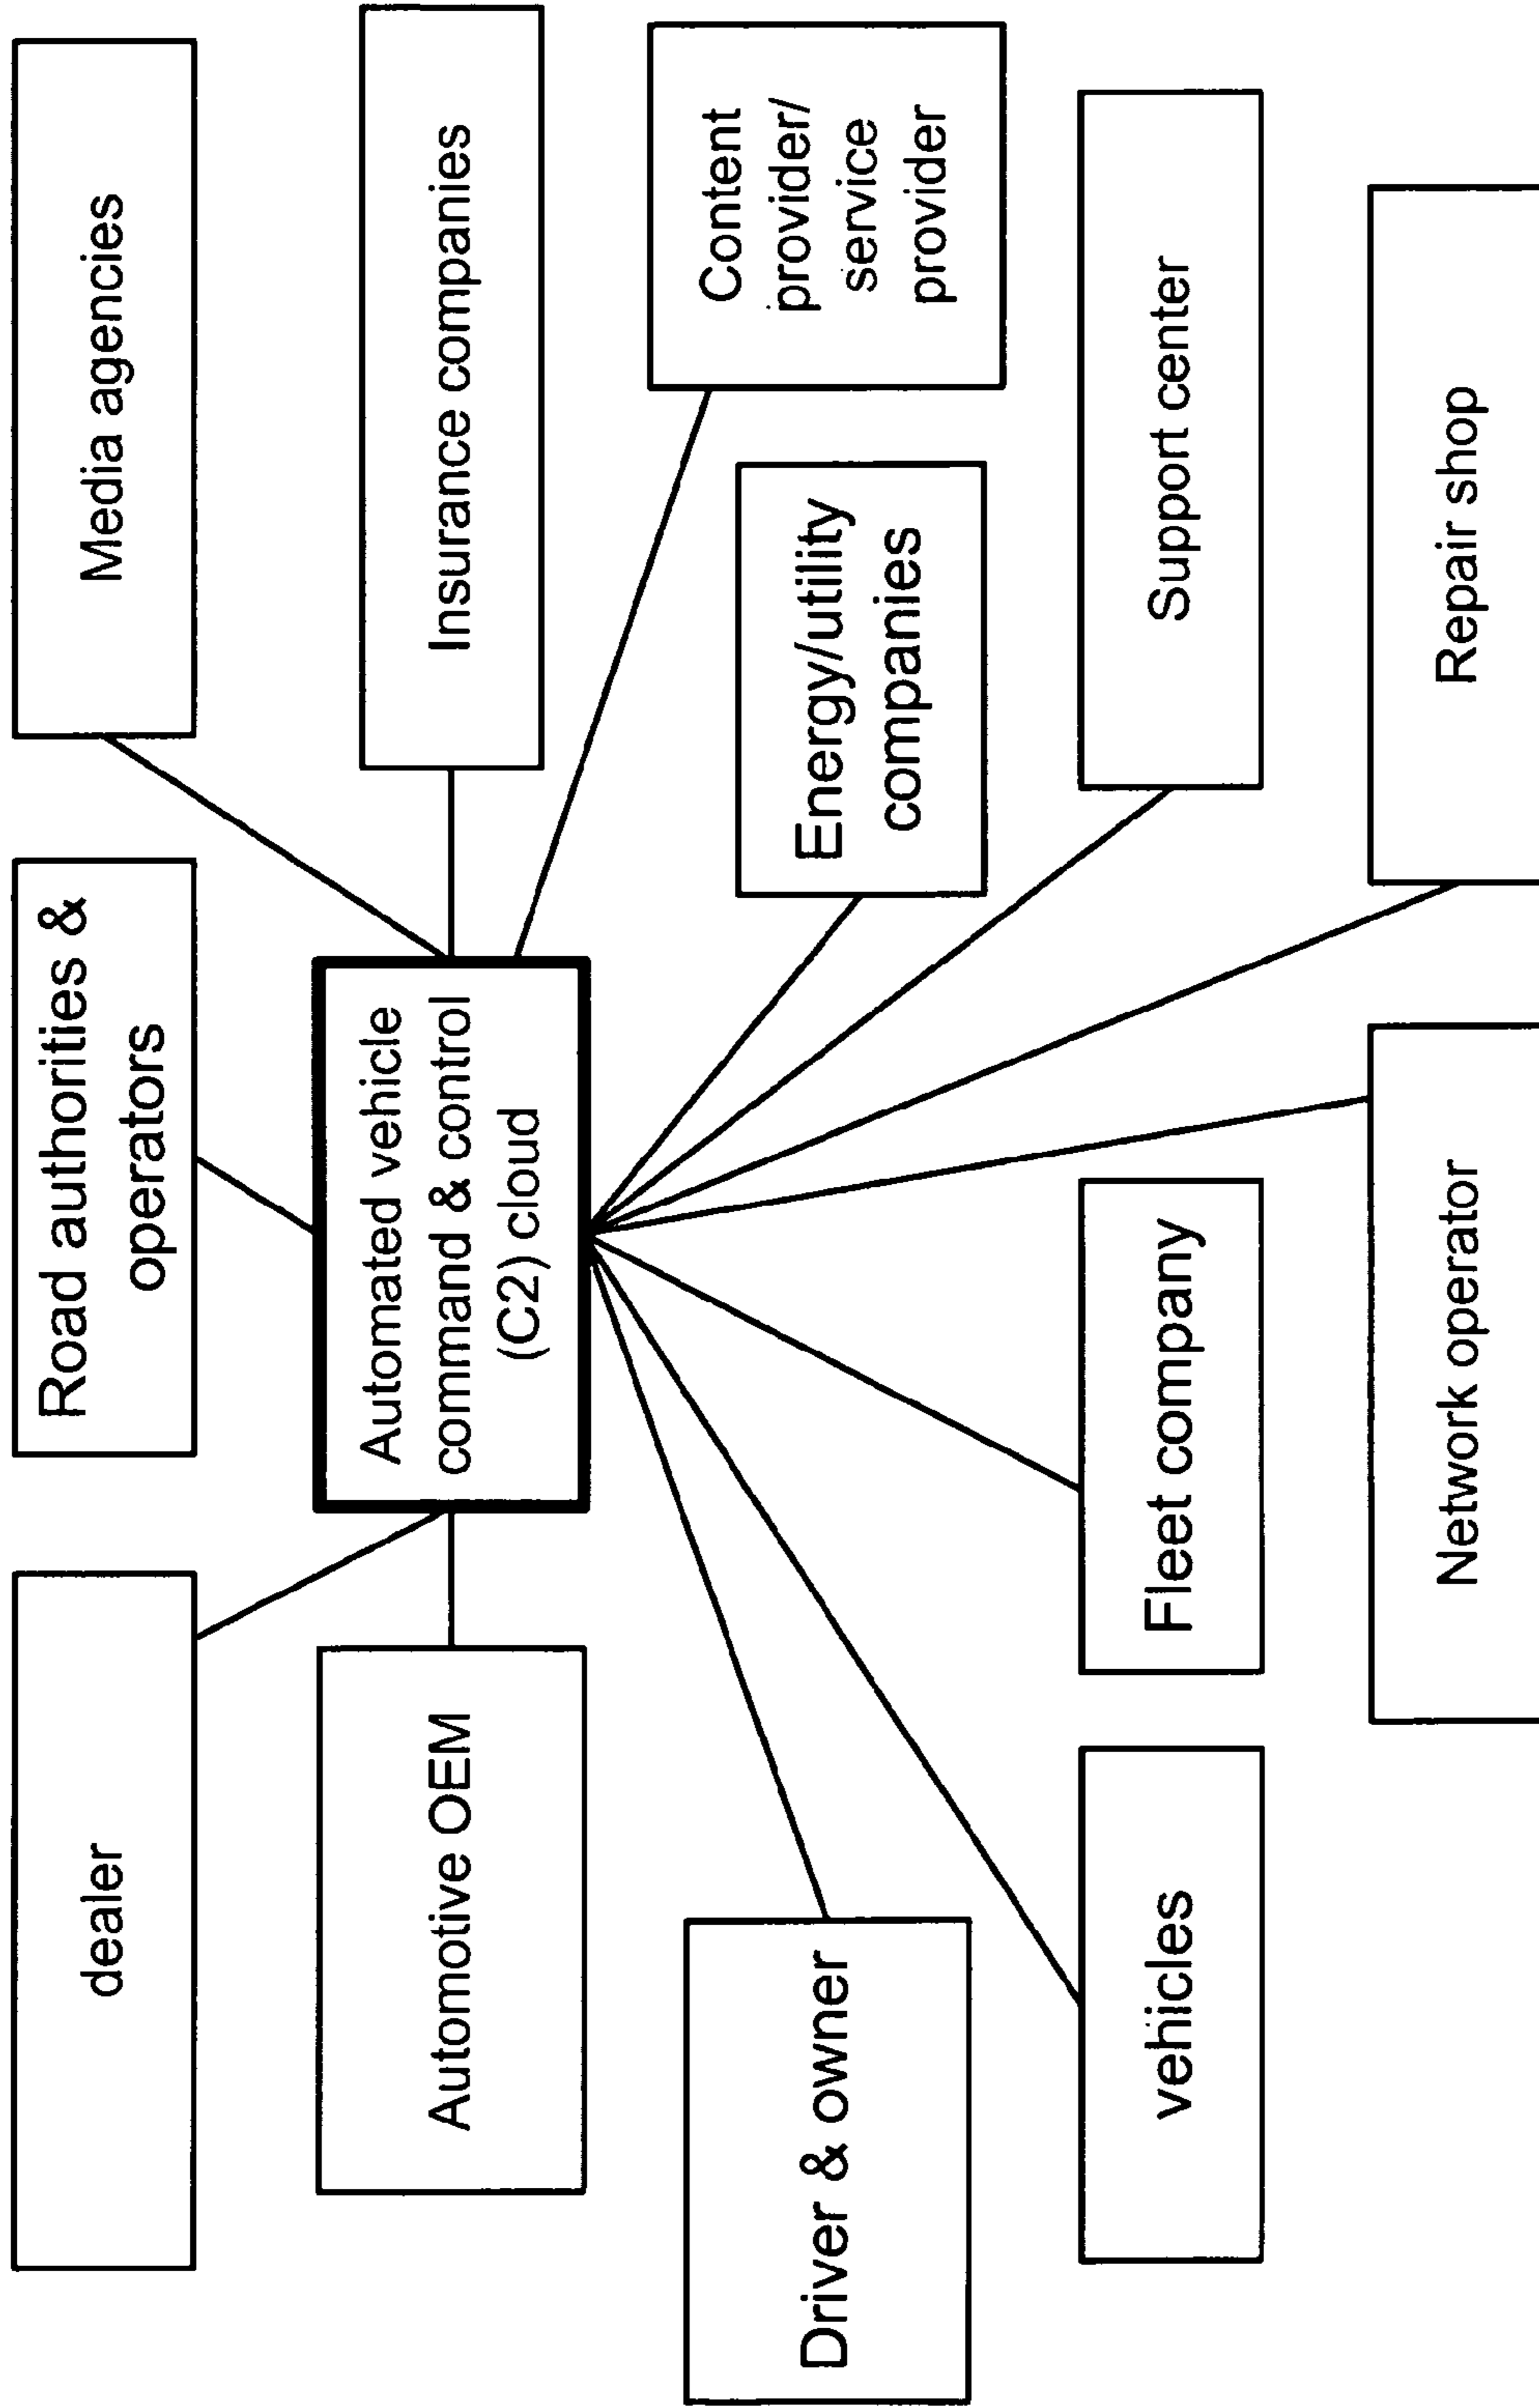 dealer
Road authorities &
operators
Media agencies
Automotive OEM
Automated vehicle
command & control
(C2) cloud
Insurance companies
Driver & owner
Energy/utility
companies
Content
provider/
service
provider
vehicles
Fleet company
Support center
Network operator
Repair shop